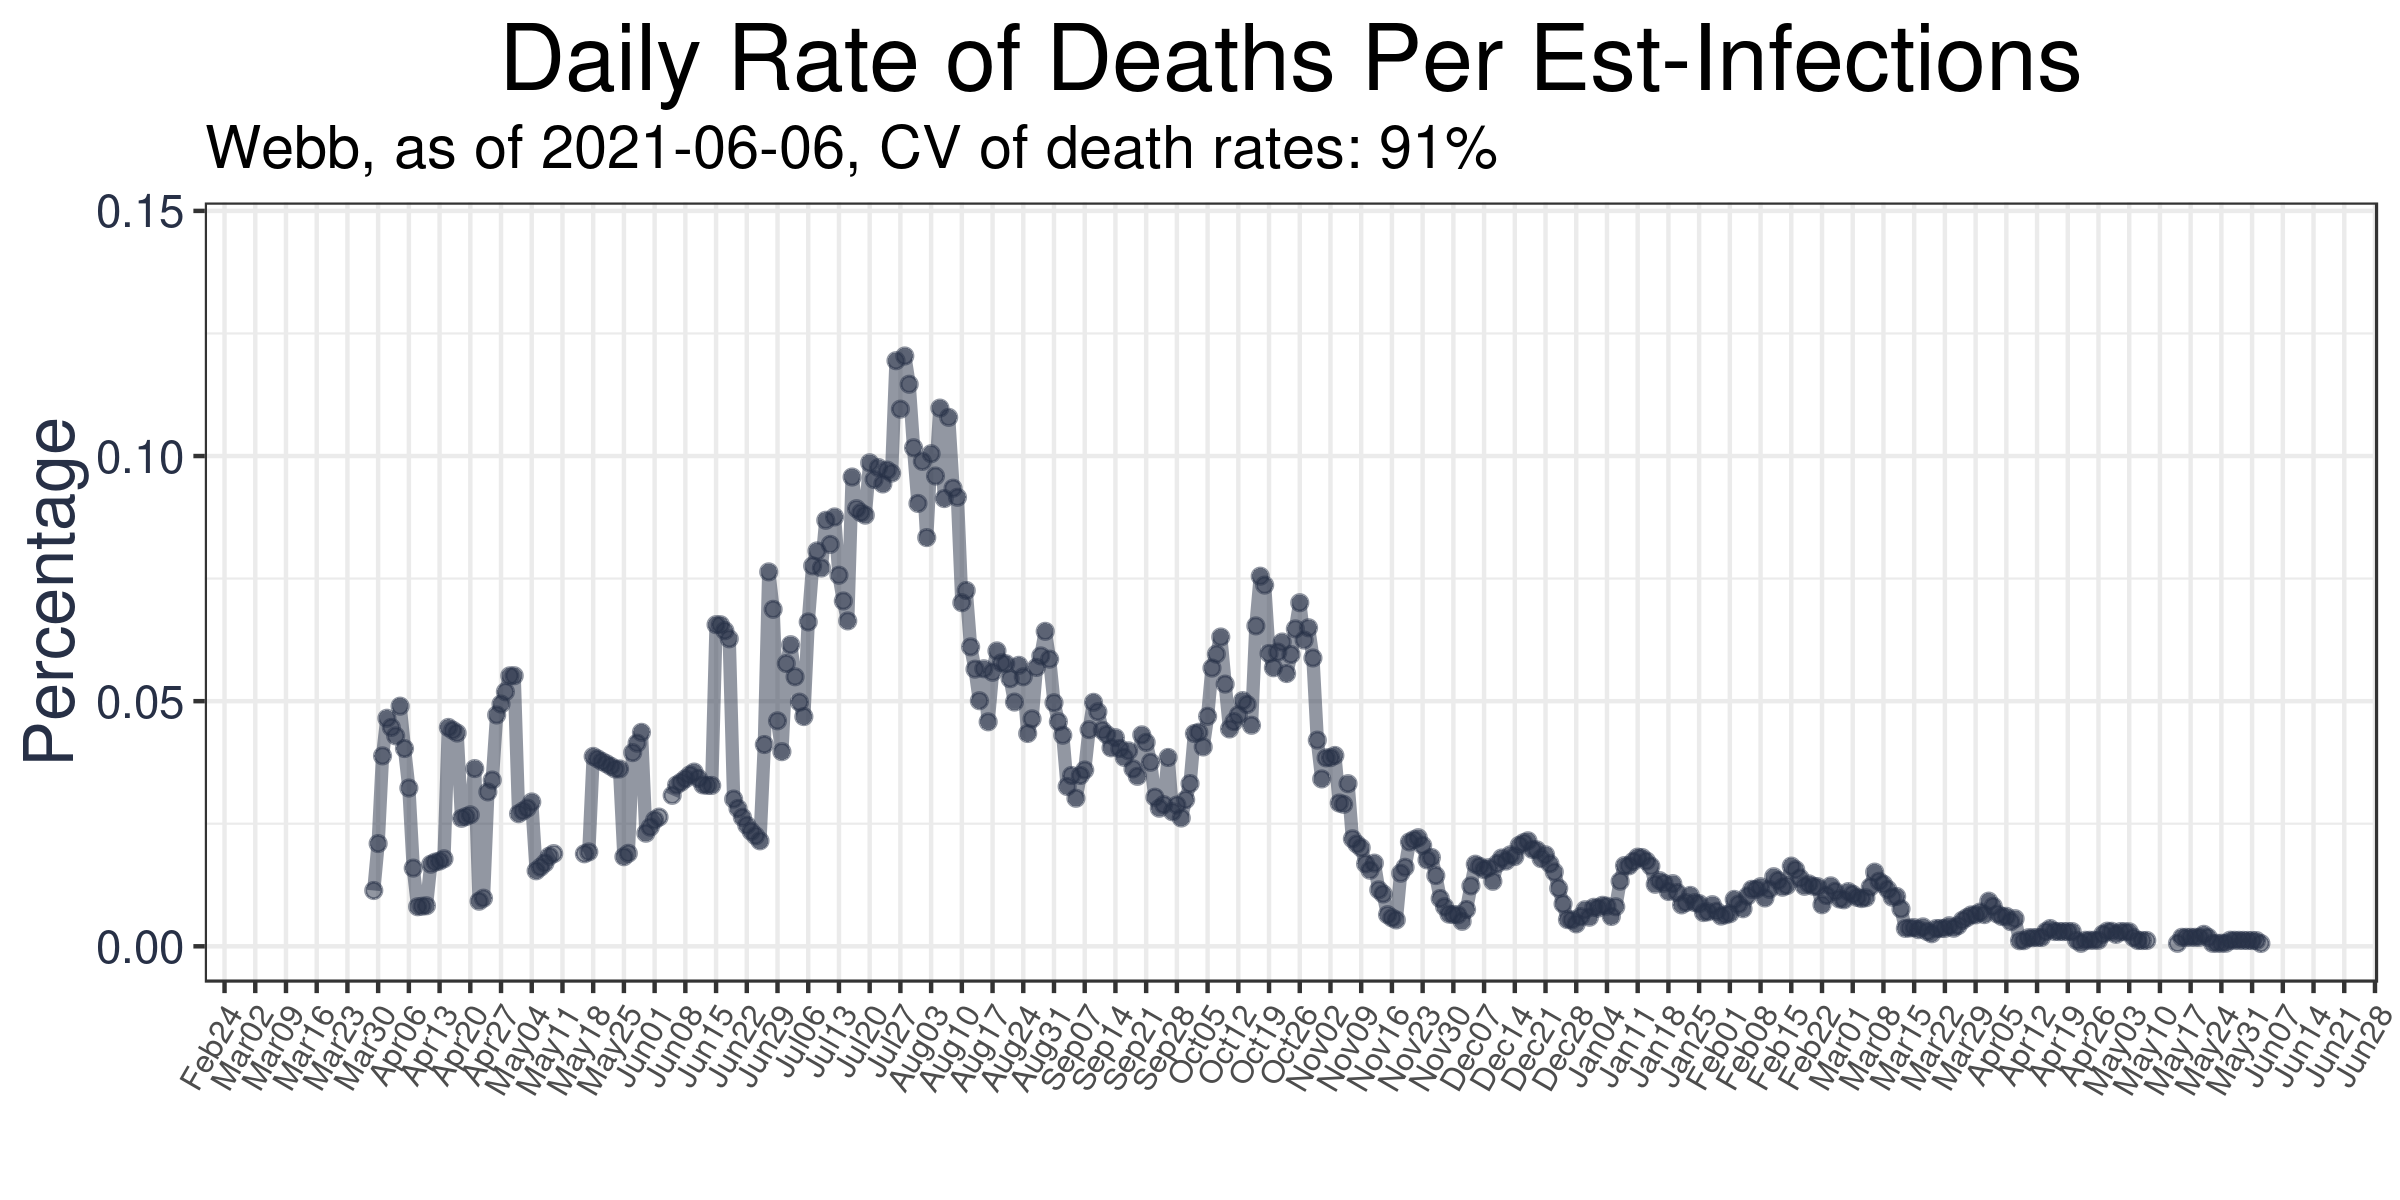 Daily Rate of Deaths Per Est-Infections
Webb, as of 2021-06-06, CV of death rates: 91%
Percentage
0.15
0.10
0.05
0.00
Feb24
Mar02
Mar09
Mar16
Mar23
Mar30
Apr06
Apr13
Apr20
Apr27
May04
May11
May18
May25
Jun01
Jun08
Jun15
Jun22
Jun29
Jul06
Jul13
Jul20
Jul27
Aug03
Aug10
Aug17
Aug24
Aug31
Sep07
Sep14
Sep21
Sep28
Oct05
Oct12
Oct19
Oct26
Nov02
Nov09
Nov16
Nov23
Nov30
Dec07
Dec14
Dec21
Dec28
Jan04
Jan11
Jan18
Jan25
Feb01
Feb08
Feb15
Feb22
Mar01
Mar08
Mar15
Mar22
Mar29
Apr05
Apr12
Apr19
Apr26
May03
May10
May17
May24
May31
Jun07
Jun14
Jun21
Jun28